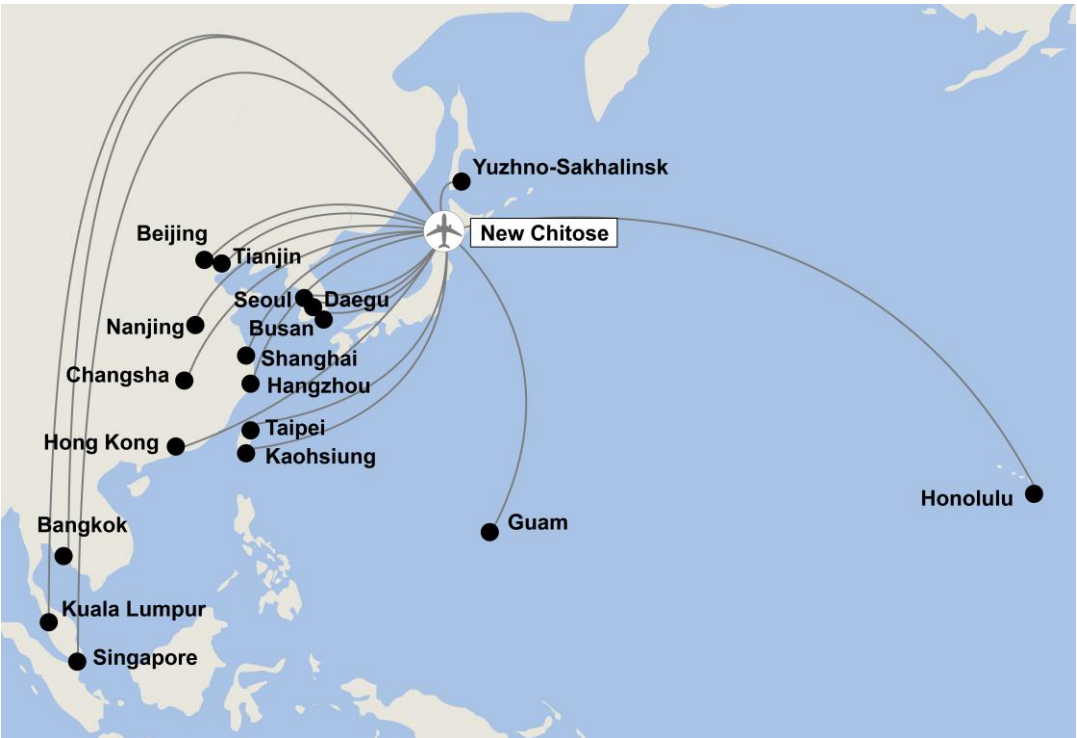 Yuzhno-Sakhalinsk
New Chitose
Beijing
Tianjin
Seoul
Daegu
Nanjing
Busan
Shanghai
Changsha
Hangzhou
Taipei
Hong Kong
Kaohsiung
Honolulu
Guam
Bangkok
Kuala Lumpur
Singapore